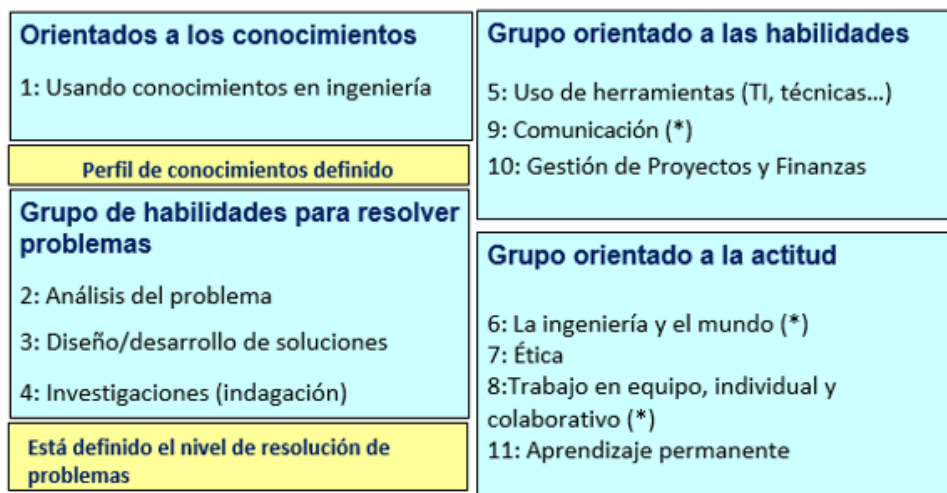 Orientados a los conocimientos
1: Usando conocimientos en ingeniería
Perfil de conocimientos definido
Grupo de habilidades para resolver
problemas
2: Análisis del problema
3: Diseño/desarrollo de soluciones
4: Investigaciones (indagación)
Está definido el nivel de resolución de
problemas
Grupo orientado a las habilidades
5: Uso de herramientas (TI, técnicas...)
9: Comunicación (*)
10: Gestión de Proyectos y Finanzas
Grupo orientado a la actitud
6: La ingeniería y el mundo (*)
7: Ética
8:Trabajo en equipo, individual y
colaborativo (*)
11: Aprendizaje permanente